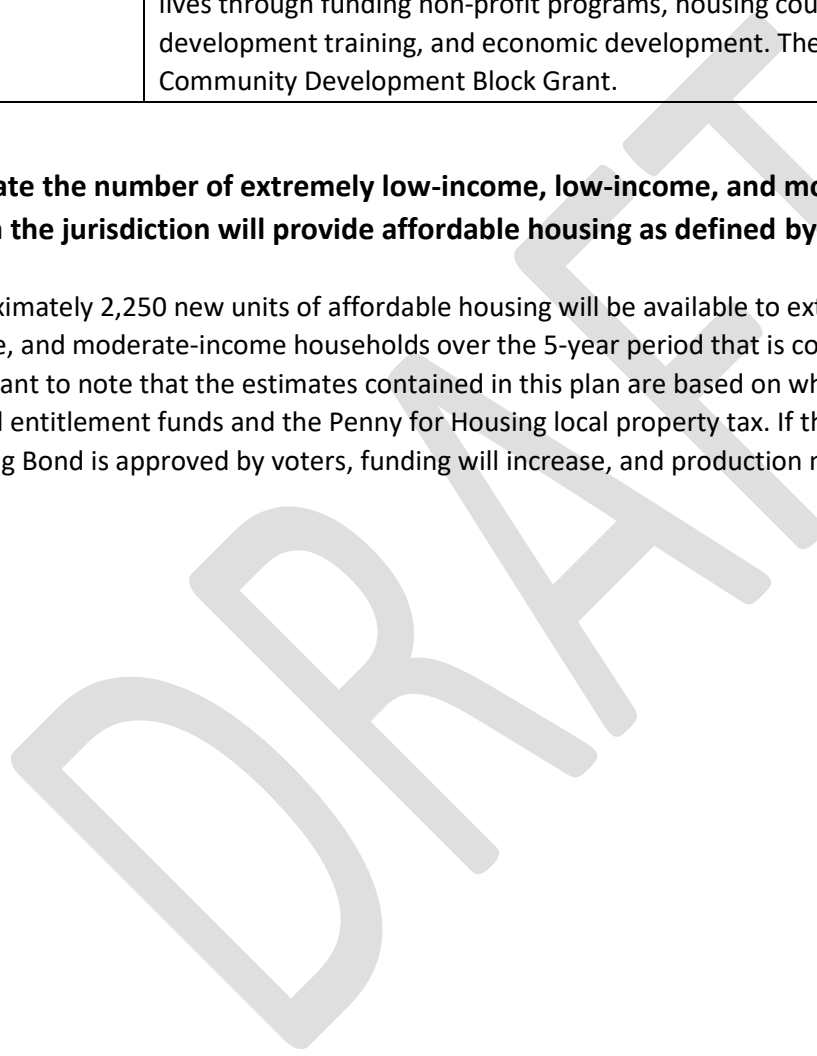 lives through funding non-profit programs, housing cou
development training, and economic development. The
Community Development Block Grant.
ate the number of extremely low-income, low-income, and mo
the jurisdiction will provide affordable housing as defined by
ximately 2,250 new units of affordable housing will be available to ext
e, and moderate-income households over the 5-year period that is co
ant to note that the estimates contained in this plan are based on wh
l entitlement funds and the Penny for Housing local property tax. If th
g Bond is approved by voters, funding will increase, and production
DRAFT